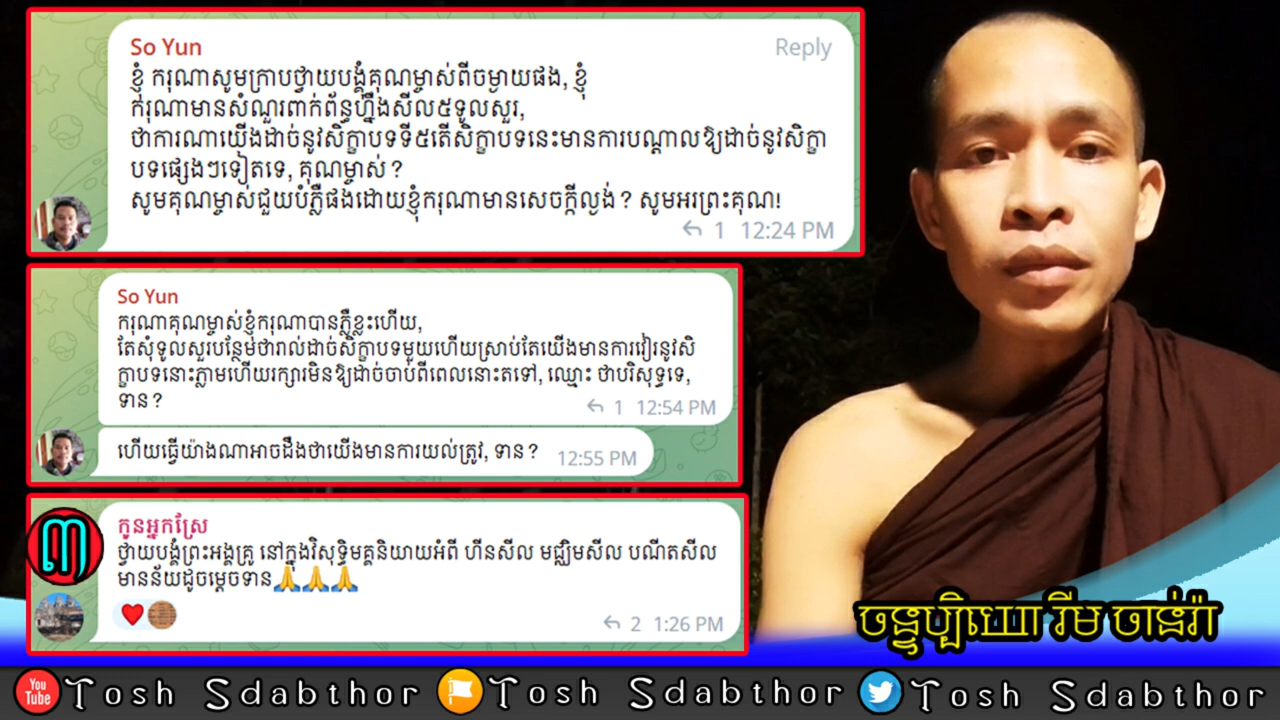 So Yun
Reply
ខ្ញុំ ករុណាសូមក្រាបថ្វាយបង្គំគុណម្ចាស់ពីចម្ងាយផង, ខ្ញុំ
ករុណាមានសំណួរពាក់ព័ន្ធហ្នឹងសីល៥ទូលសួរ,
ថាការណាយើងដាច់នូវសិក្ខាបទទី៥តើសិក្ខាបទនេះមានការបណ្ដាលឱ្យដាច់នូវសិក្ខា
បទផ្សេងៗទៀតទេ, គុណម្ចាស់ ?
សូមគុណម្ចាស់ជួយបំភ្លឺផងដោយខ្ញុំករុណាមានសេចក្ដីល្ងង់ ? សូមអរព្រះគុណ!
1 12:24 PM
So Yun
ករុណាគុណម្ចាស់ខ្ញុំករុណាបានភ្លឺខ្លះហើយ,
តែសុំទូលសួរបន្ថែមថារាល់ដាច់សិក្ខាបទមួយហើយស្រាប់តែយើងមានការវៀរនូវសិ
ក្ខាបទនោះភ្លាមហើយរក្សារមិនឱ្យដាច់ចាប់ពីពេលនោះតទៅ, ឈ្មោះ ថាបរិសុទ្ធទេ,
ទាន ?
1 12:54 PM
ហើយធ្វើយ៉ាងណាអាចដឹងថាយើងមានការយល់ត្រូវ, ទាន ?
12:55 PM
កូនអ្នកស្រែ
ថ្វាយបង្គំព្រះអង្គគ្រូ នៅក្នុងវិសុទ្ធិមគ្គនិយាយអំពី ហីនសីល មជ្ឈិមសីល បណីតសីល
មានន័យដូចម្ដេចទាន🙏🙏🙏
2 1:26 PM
ចន្ទប្បិយោ រីម ចាន់រ៉ា
You Tube Tosh Sdabthor Tosh Sdabthor Tosh Sdabthor